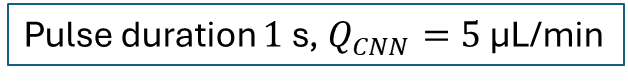 Pulse duration 1 s, Q_CNN = 5 µL/min